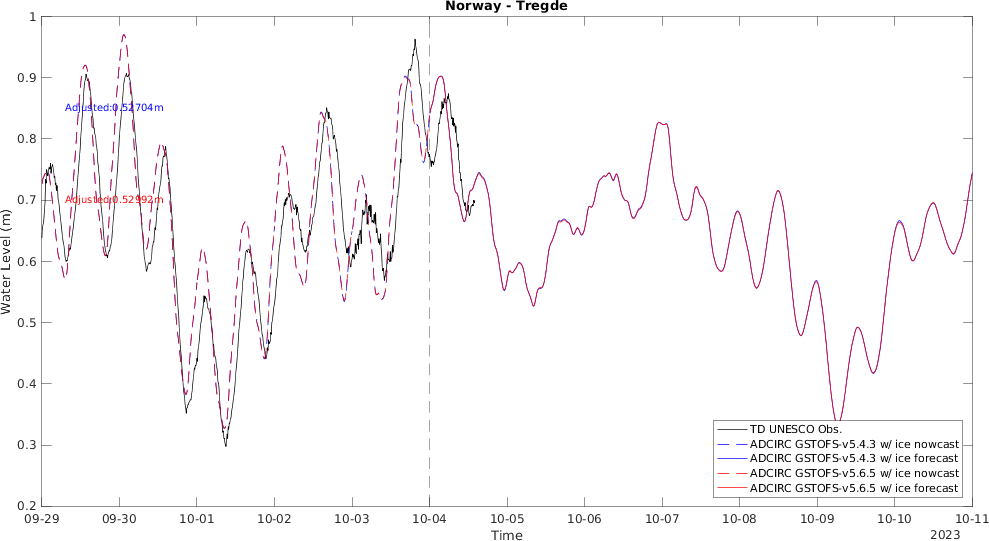 Norway - Tregde
Water Level (m)
1
0.9
0.8
0.7
0.6
0.5
0.4
0.3
0.2
Adjusted:0.52704m
Adjusted:0.52992m
TD UNESCO Obs.
ADCIRC GSTOFS-v5.4.3 w/ ice nowcast
ADCIRC GSTOFS-v5.4.3 w/ ice forecast
ADCIRC GSTOFS-v5.6.5 w/ ice nowcast
ADCIRC GSTOFS-v5.6.5 w/ ice forecast
09-29 09-30 10-01 10-02 10-03 10-04 10-05 10-06 10-07 10-08 10-09 10-10 10-11
Time
2023